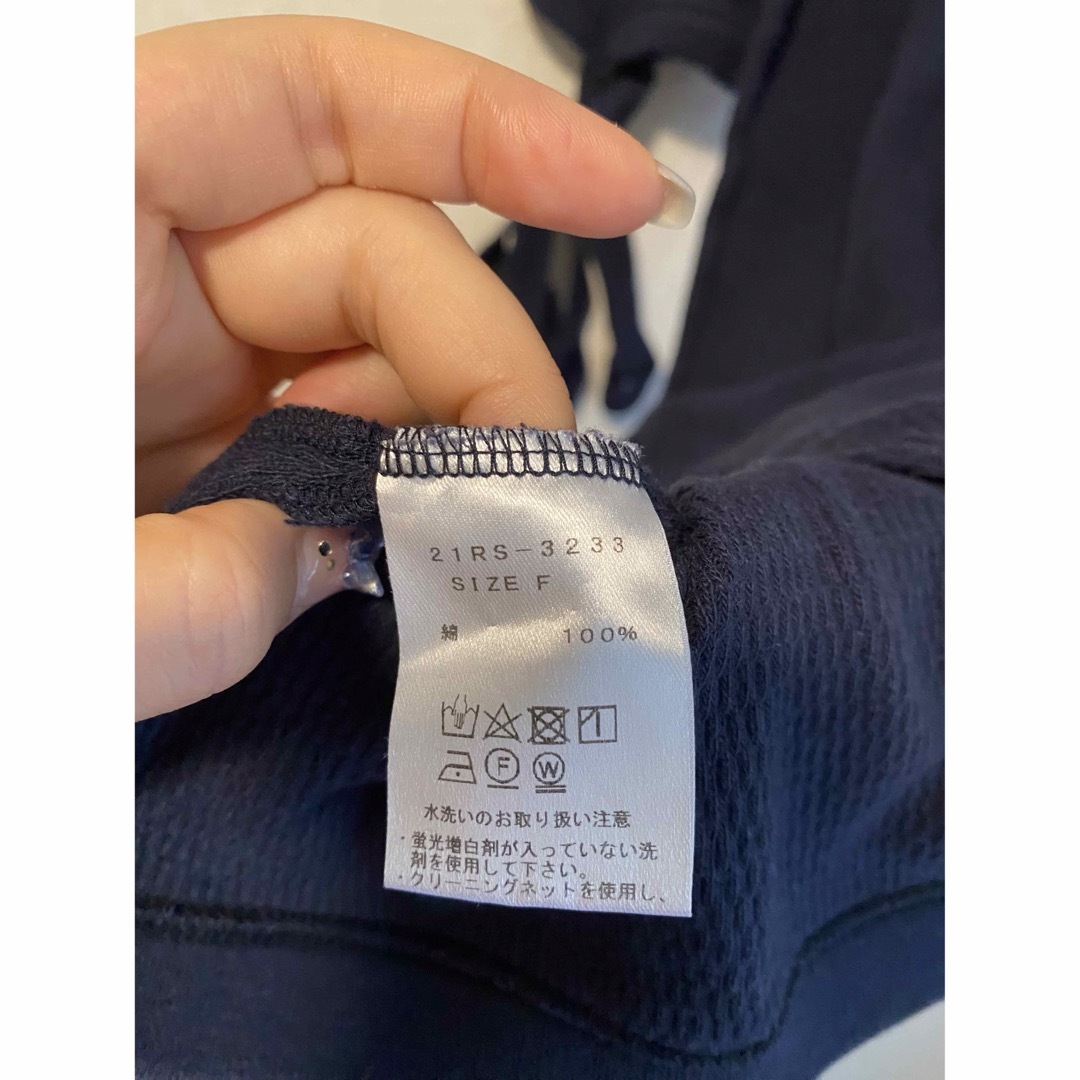 21RS-3233
SIZE F
綿 100%
F W
水洗いのお取り扱い注意
・蛍光増白剤が入っていない洗
剤を使用して下さい。
・クリーニングネットを使用し、